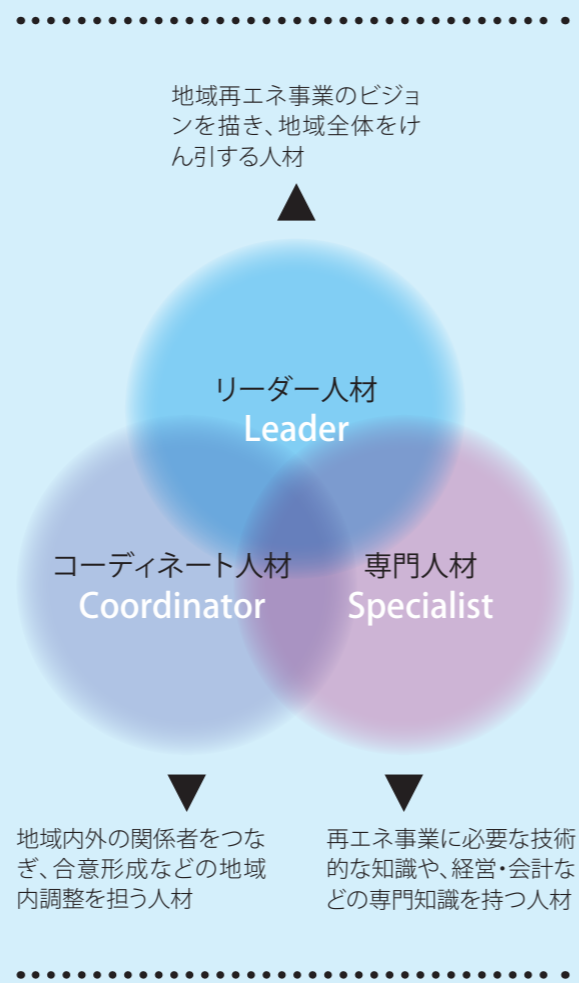 地域再エネ事業のビジョ
ンを描き、地域全体をけ
ん引する人材
リーダー人材
Leader
コーディネート人材
Coordinator
専門人材
Specialist
地域内外の関係者をつな
ぎ、合意形成などの地域
内調整を担う人材
再エネ事業に必要な技術
的な知識や、経営・会計な
どの専門知識を持つ人材